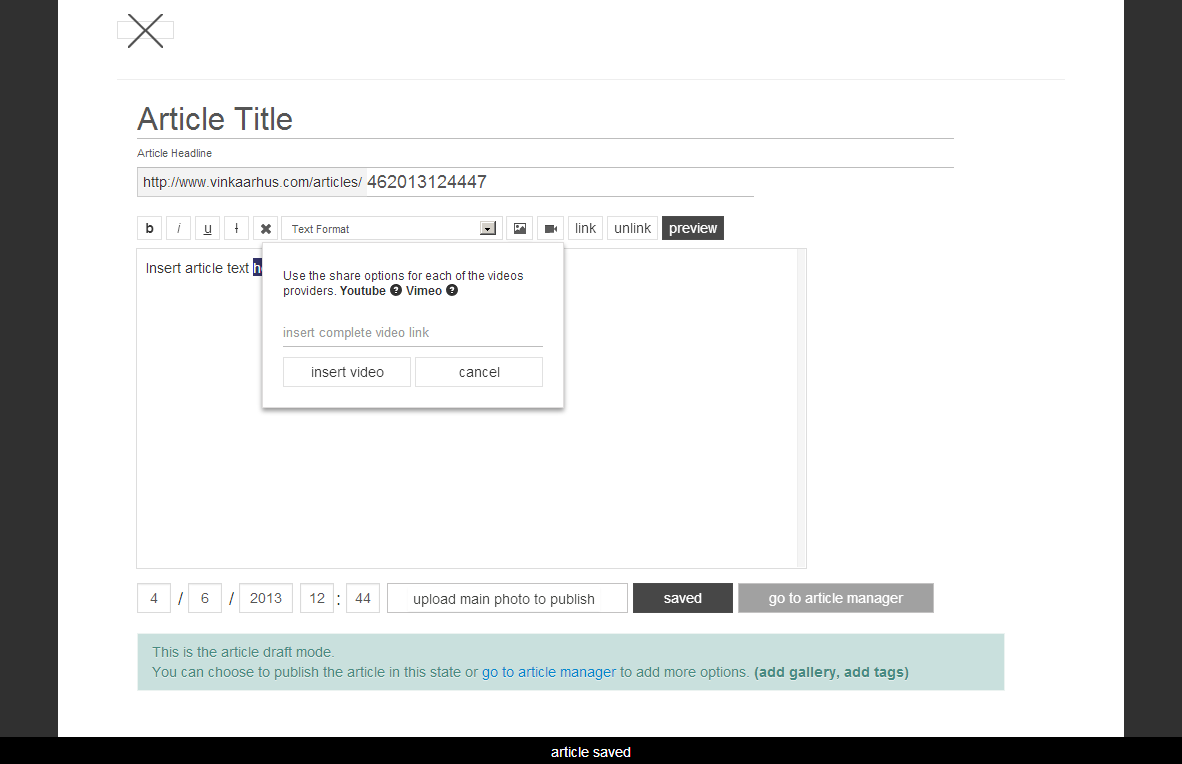 Article Title
Article Headline
http://www.vinkaarhus.com/articles/ 462013124447
b i u t Text Format link unlink preview
Insert article text h
Use the share options for each of the videos
providers. Youtube ? Vimeo ?
insert complete video link
insert video cancel
4 / 6 / 2013 12 : 44 upload main photo to publish saved go to article manager
This is the article draft mode.
You can choose to publish the article in this state or go to article manager to add more options. (add gallery, add tags)
article saved